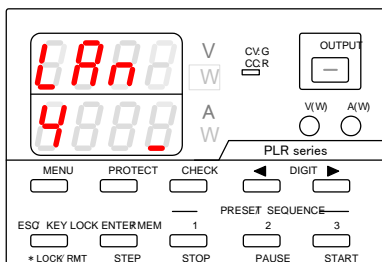 LAn
V
W
CV:G
CC:R
OUTPUT
4 _
A
W
V(W) A(W)
PLR series
MENU PROTECT CHECK ◀ DIGIT ▶
PRESET/ SEQUENCE
ESC/ KEY LOCK ENTER/MEM 1 2 3
* LOCK/ RMT STEP STOP PAUSE START